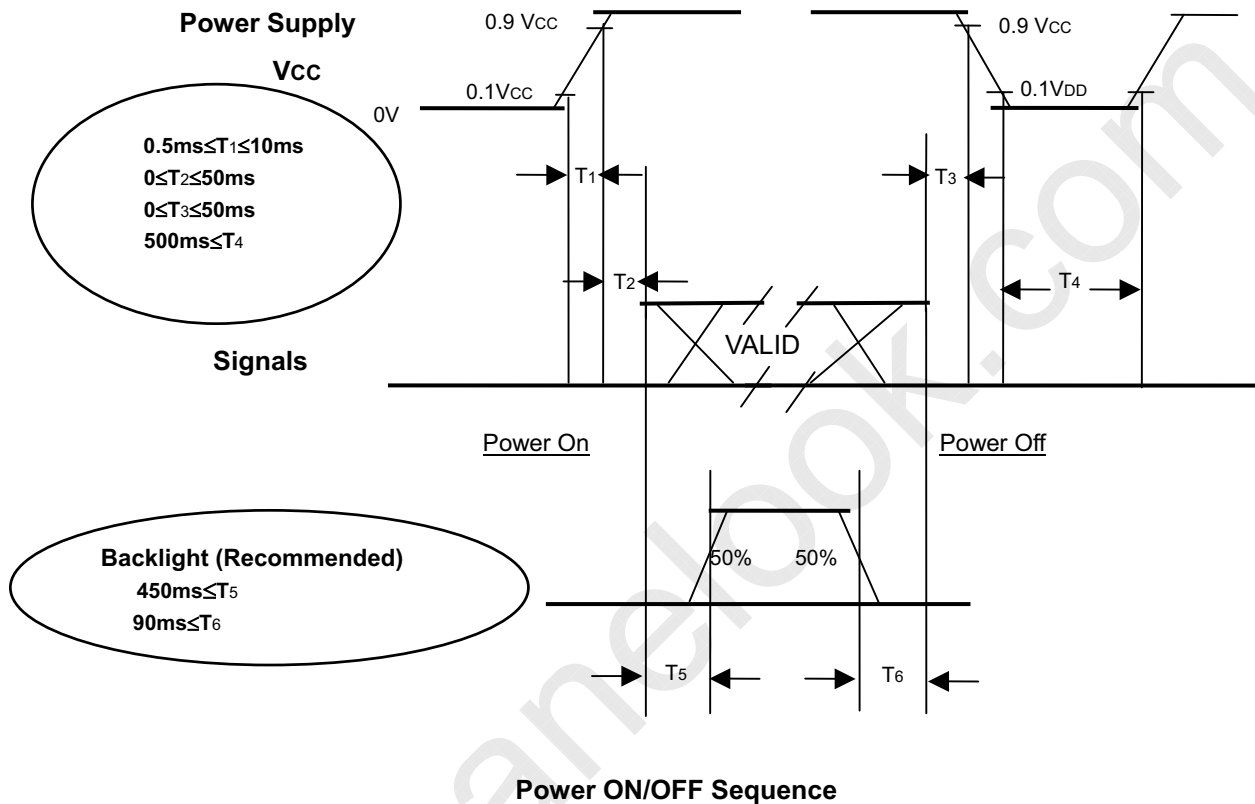 Power Supply
0.9 VCC
0.9 VCC
VCC
0.1VCC
0.1VDD
0V
0.5ms≤T1≤10ms
0≤T2≤50ms
0≤T3≤50ms
500ms≤T4
T1
T3
T2
T4
VALID
Signals
Power On
Power Off
Backlight (Recommended)
450ms≤T5
90ms≤T6
50%
50%
T5
T6
Power ON/OFF Sequence
anelook.com